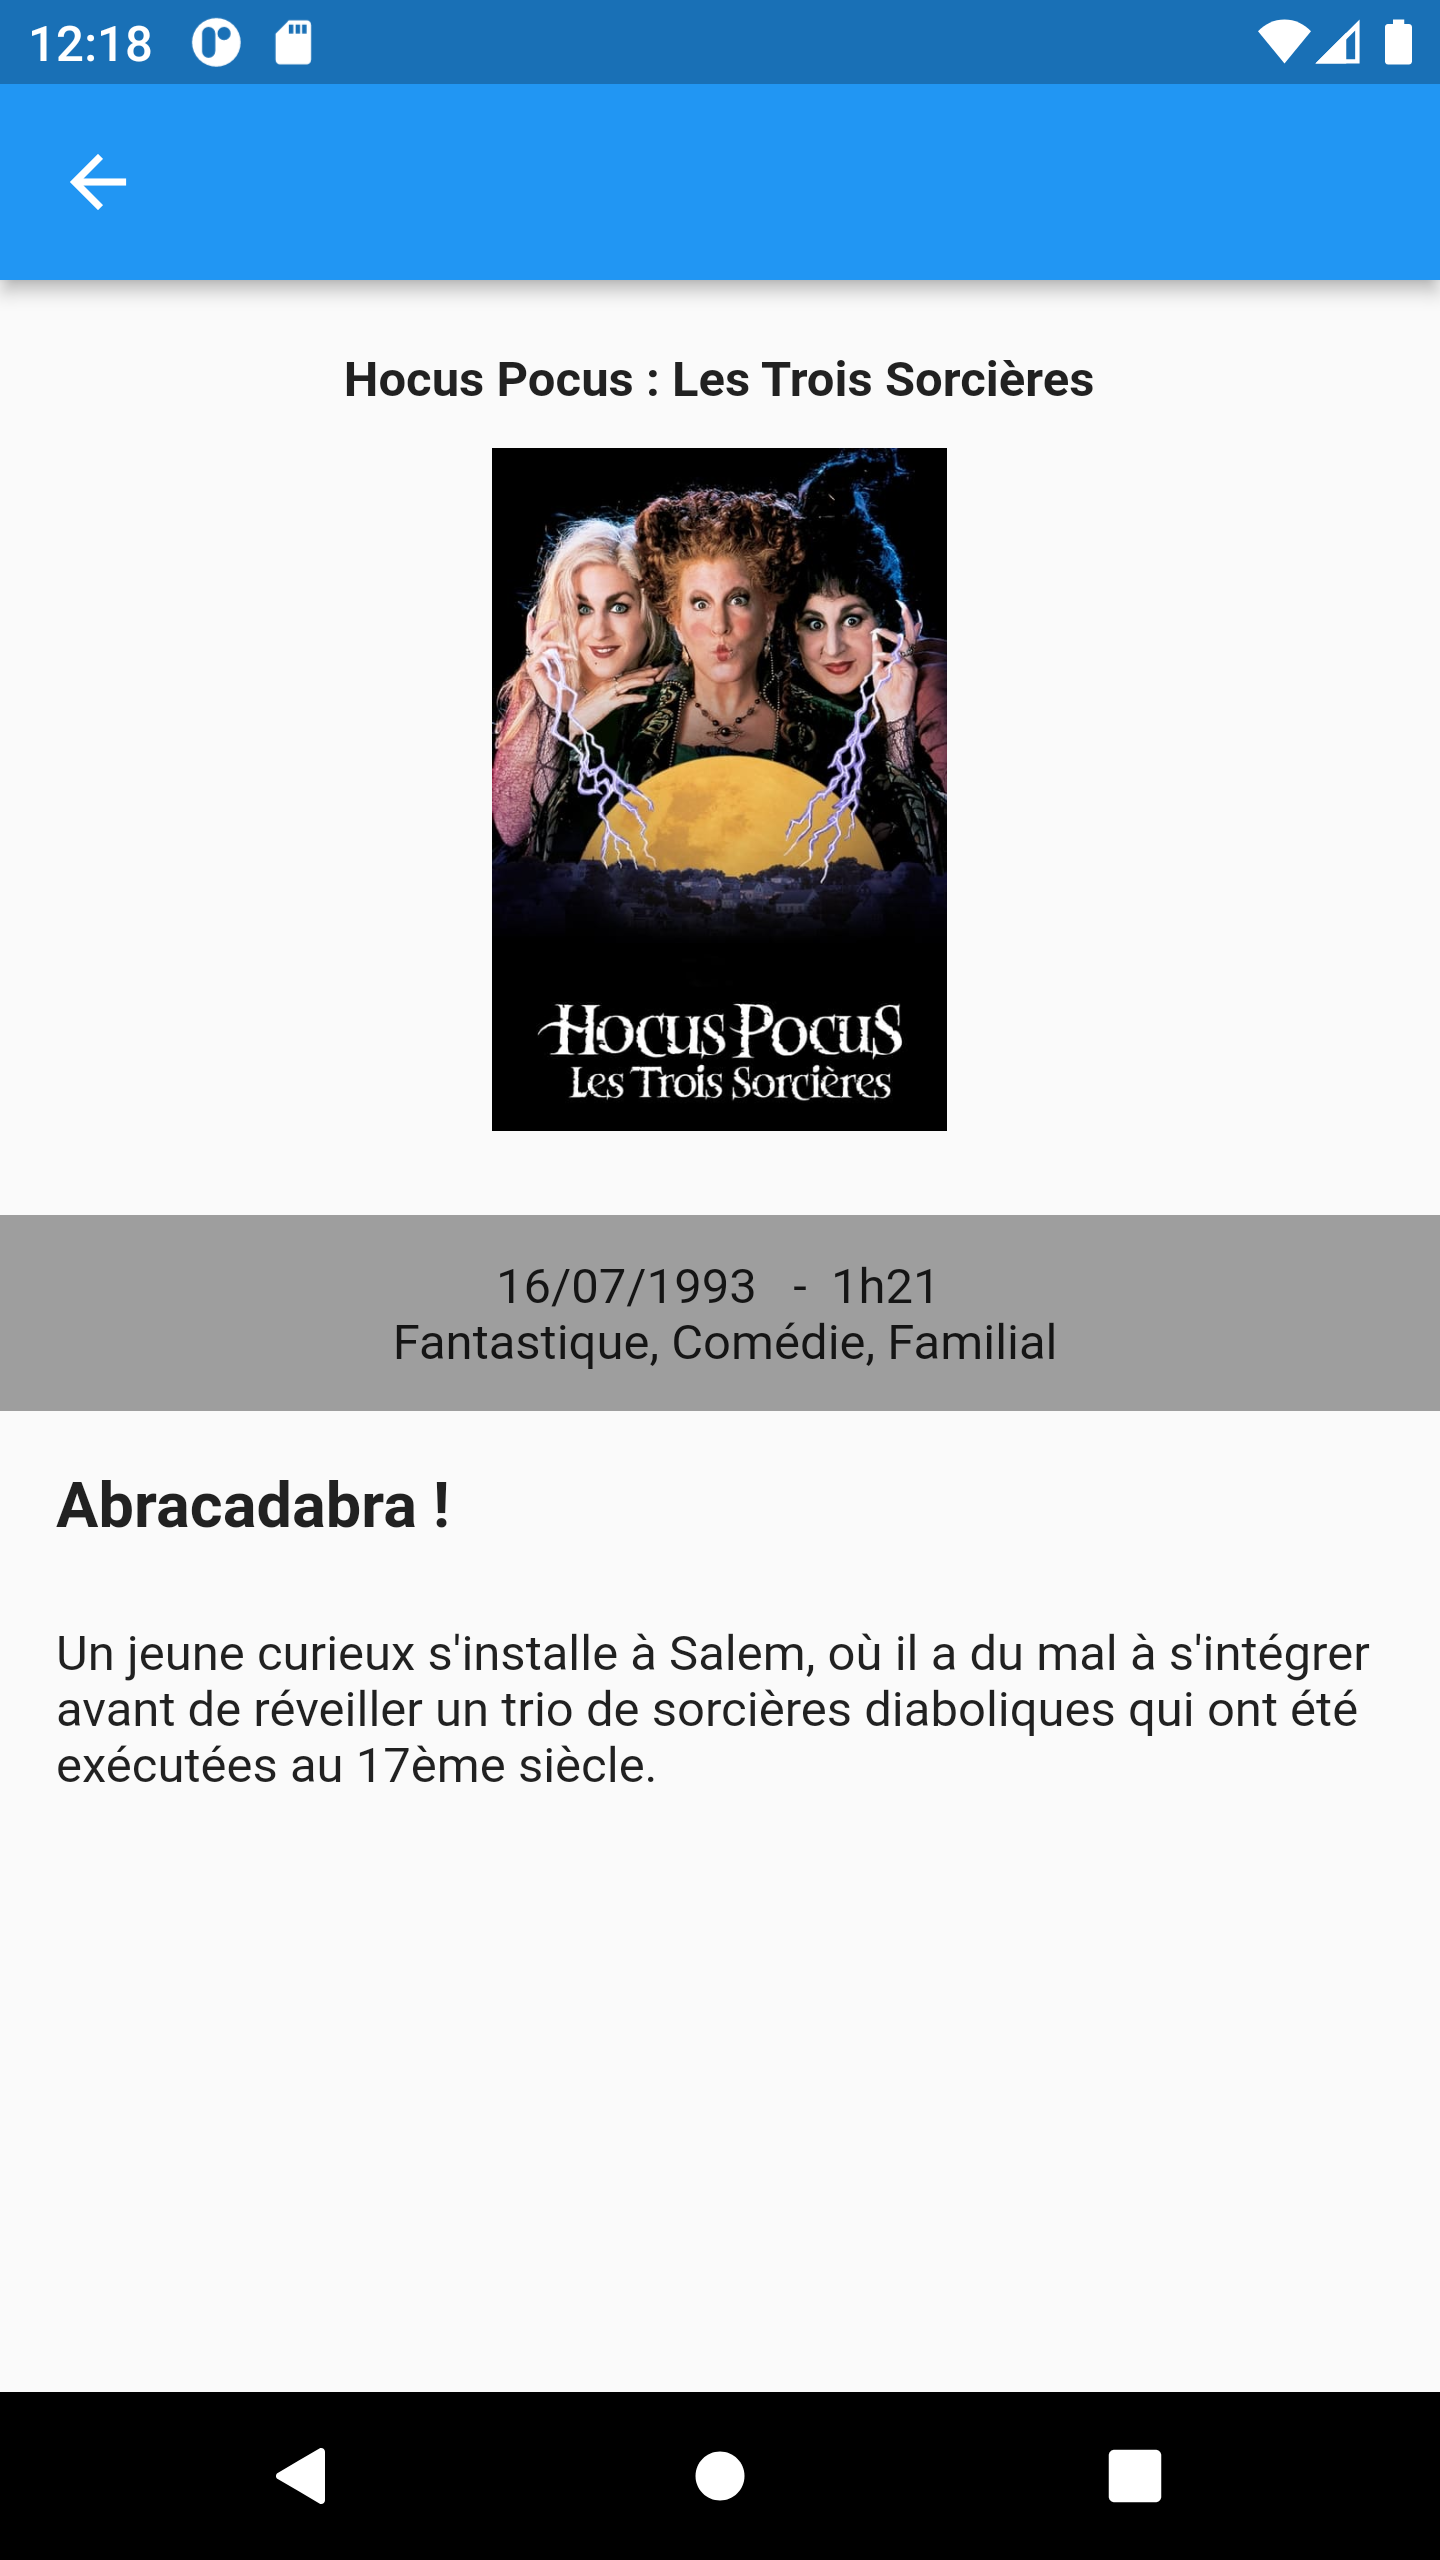 12:18
Hocus Pocus : Les Trois Sorcières
Hocus Pocus
Les Trois Sorcières
16/07/1993 - 1h21
Fantastique, Comédie, Familial
Abracadabra !
Un jeune curieux s'installe à Salem, où il a du mal à s'intégrer
avant de réveiller un trio de sorcières diaboliques qui ont été
exécutées au 17ème siècle.